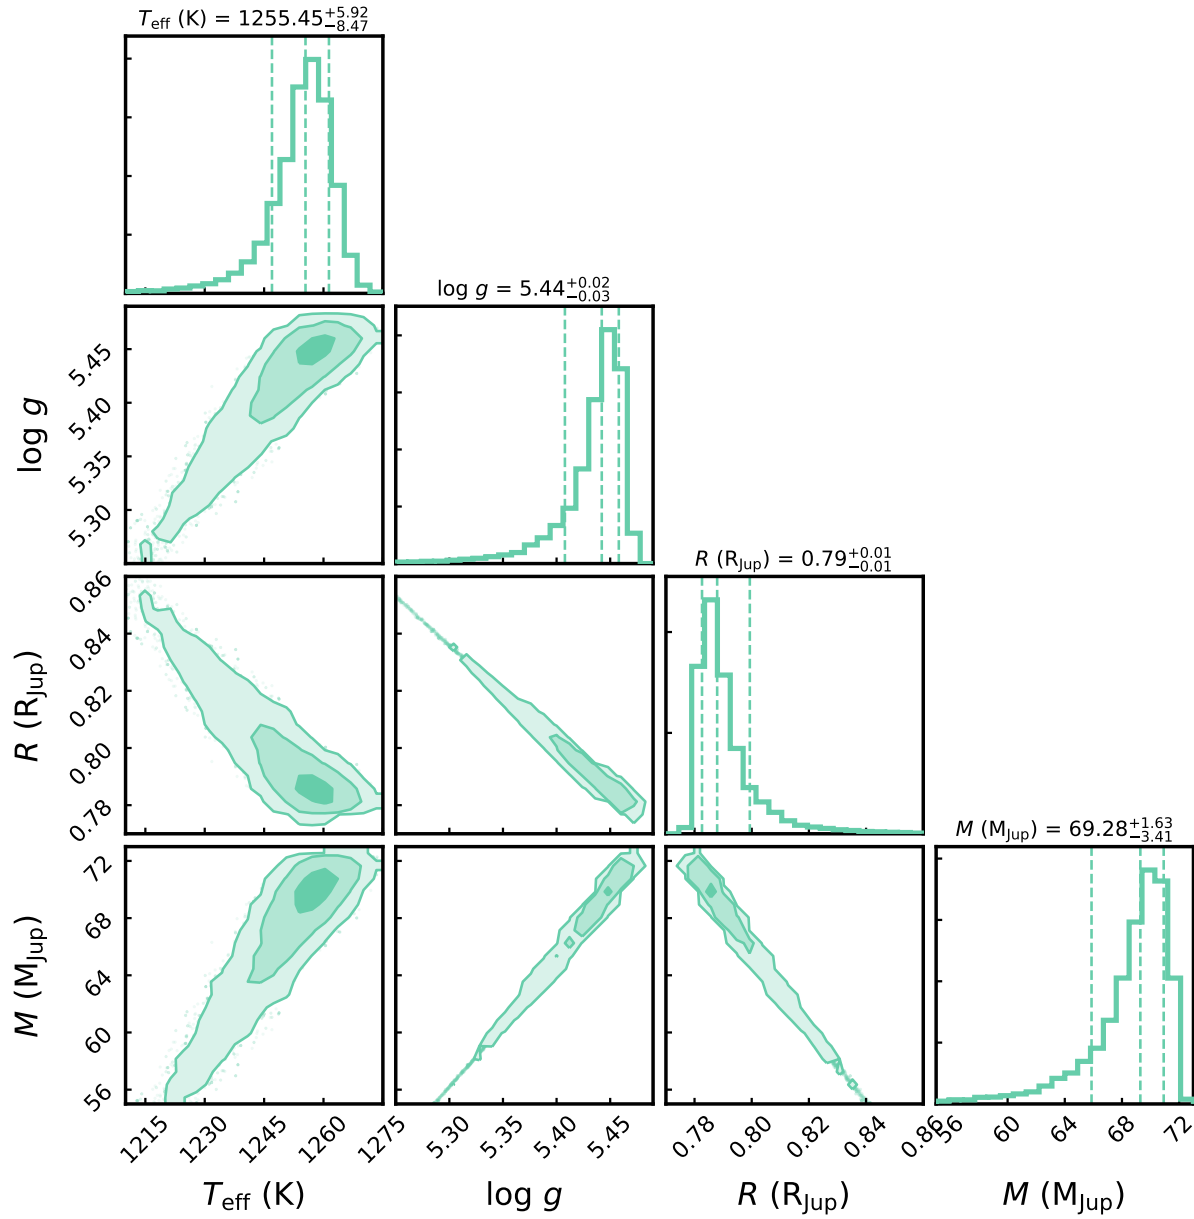 T_eff (K) = 1255.45^{+5.92}_{−8.47}
log g = 5.44^{+0.02}_{−0.03}
5.45
5.40
5.35
5.30
log g
R (R_Jup) = 0.79^{+0.01}_{−0.01}
0.86
0.84
0.82
0.80
0.78
R (R_Jup)
M (M_Jup) = 69.28^{+1.63}_{−3.41}
72
68
64
60
56
M (M_Jup)
1215 1230 1245 1260 1275 5.30 5.35 5.40 5.45 0.78 0.80 0.82 0.84 0.86 56 60 64 68 72
T_eff (K) log g R (R_Jup) M (M_Jup)